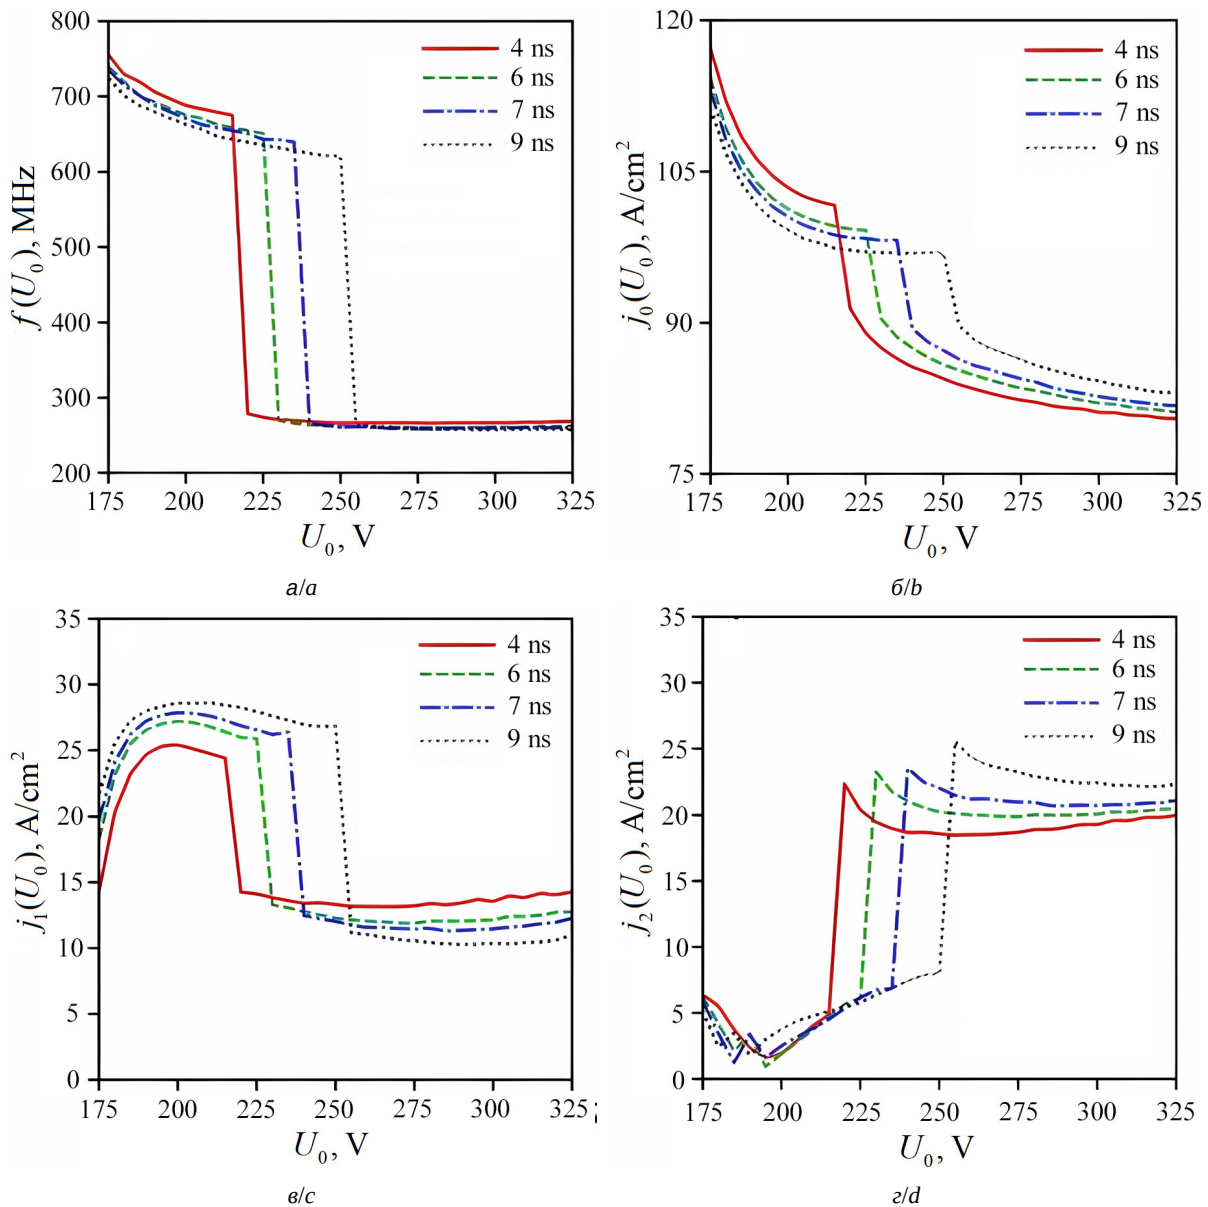 800
700
600
500
400
300
200
f(U0), MHz
4 ns
6 ns
7 ns
9 ns
175 200 225 250 275 300 325
U0, V
а/a
120
105
90
75
j0(U0), A/cm2
4 ns
6 ns
7 ns
9 ns
175 200 225 250 275 300 325
U0, V
б/b
35
30
25
20
15
10
5
0
j1(U0), A/cm2
4 ns
6 ns
7 ns
9 ns
175 200 225 250 275 300 325
U0, V
в/c
35
30
25
20
15
10
5
0
j2(U0), A/cm2
4 ns
6 ns
7 ns
9 ns
175 200 225 250 275 300 325
U0, V
г/d